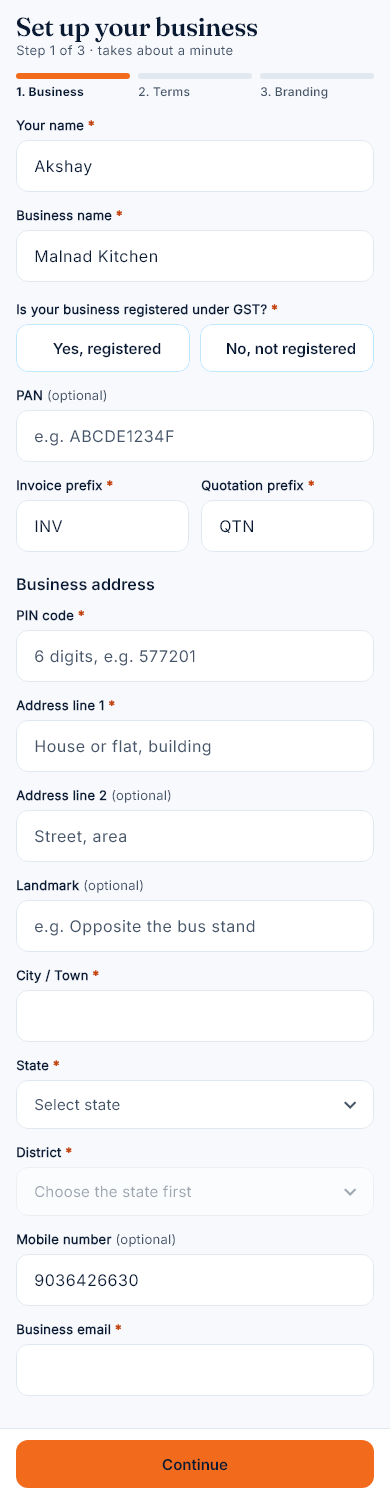 Set up your business
Step 1 of 3 · takes about a minute
1. Business
2. Terms
3. Branding
Your name *
Akshay
Business name *
Malnad Kitchen
Is your business registered under GST? *
Yes, registered
No, not registered
PAN (optional)
e.g. ABCDE1234F
Invoice prefix *
Quotation prefix *
INV
QTN
Business address
PIN code *
6 digits, e.g. 577201
Address line 1 *
House or flat, building
Address line 2 (optional)
Street, area
Landmark (optional)
e.g. Opposite the bus stand
City / Town *
State *
Select state
District *
Choose the state first
Mobile number (optional)
9036426630
Business email *
Continue